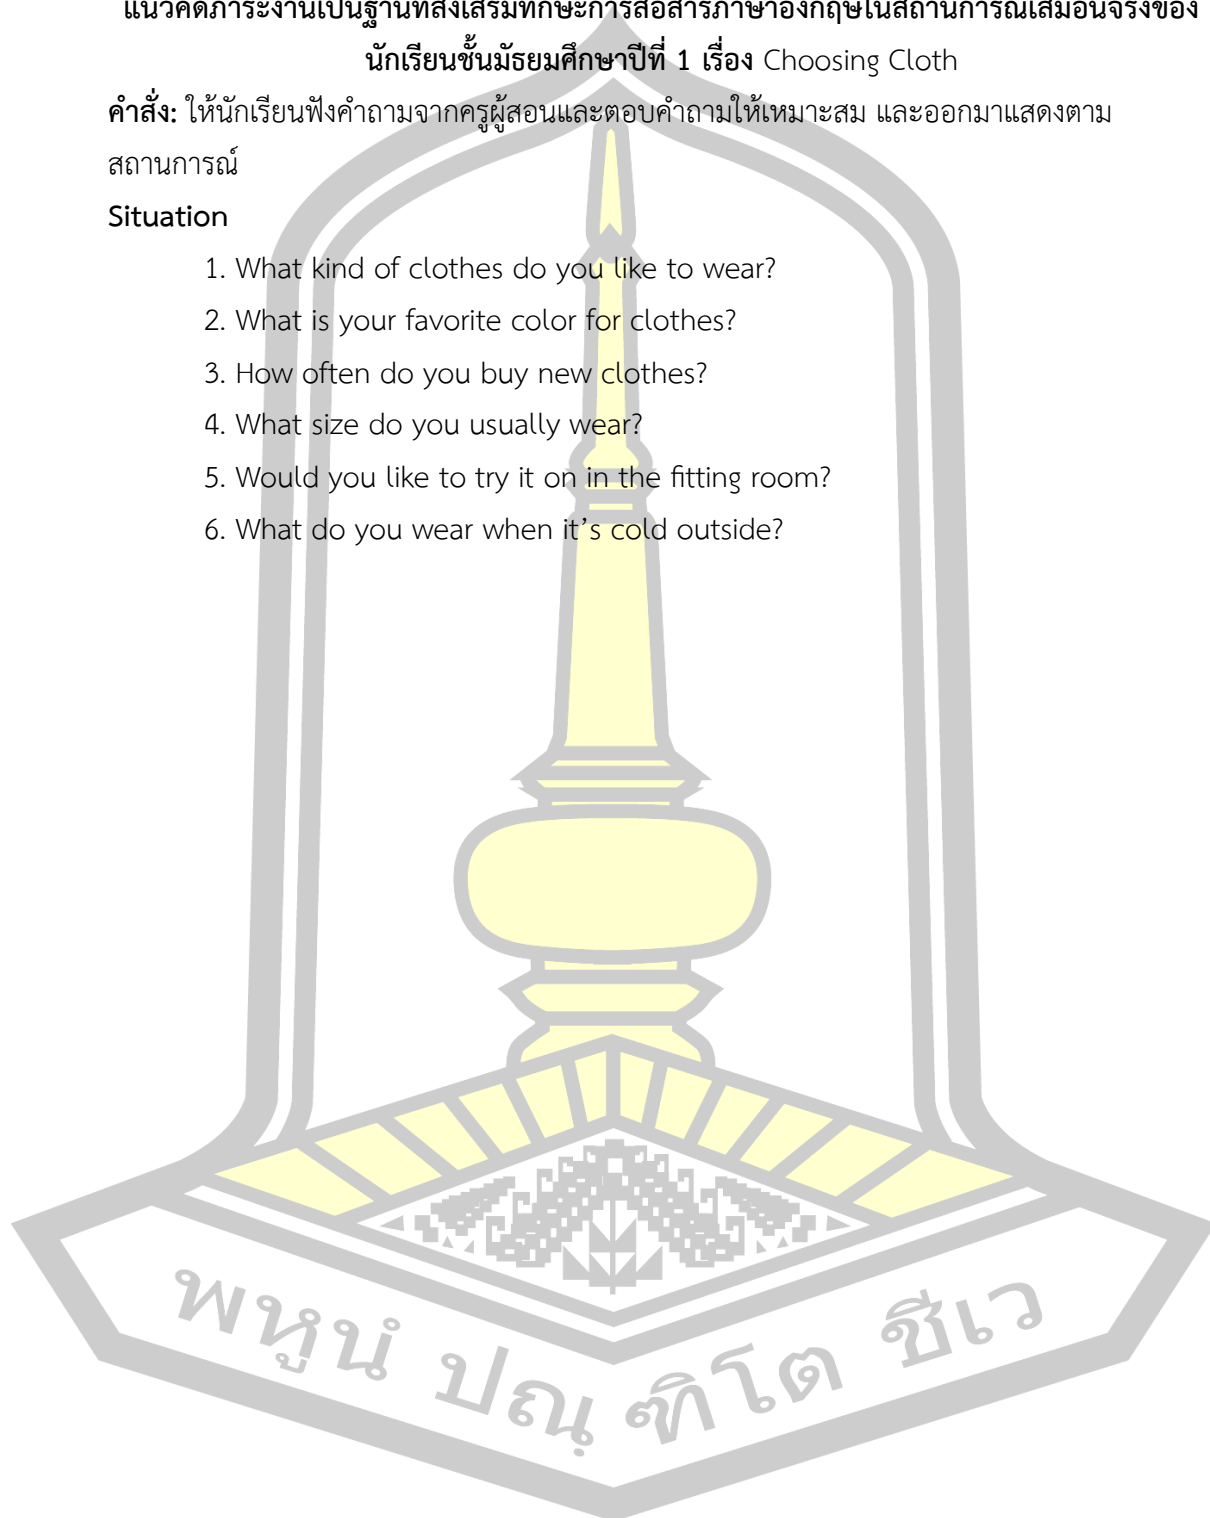 แนวคิดภาระงานเป็นฐานที่ส่งเสริมทักษะการสื่อสารภาษาอังกฤษในสถานการณ์เสมือนจริงของ
นักเรียนชั้นมัธยมศึกษาปีที่ 1 เรื่อง Choosing Cloth
คำสั่ง: ให้นักเรียนฟังคำถามจากครูผู้สอนและตอบคำถามให้เหมาะสม และออกมาแสดงตาม
สถานการณ์
Situation
1. What kind of clothes do you like to wear?
2. What is your favorite color for clothes?
3. How often do you buy new clothes?
4. What size do you usually wear?
5. Would you like to try it on in the fitting room?
6. What do you wear when it’s cold outside?
พหูนํ ปณฺฑิโต ชีเว